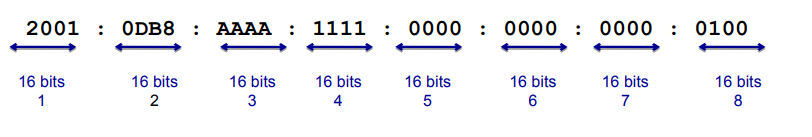 2001 : 0DB8 : AAAA : 1111 : 0000 : 0000 : 0000 : 0100
16 bits 16 bits 16 bits 16 bits 16 bits 16 bits 16 bits 16 bits
1 2 3 4 5 6 7 8